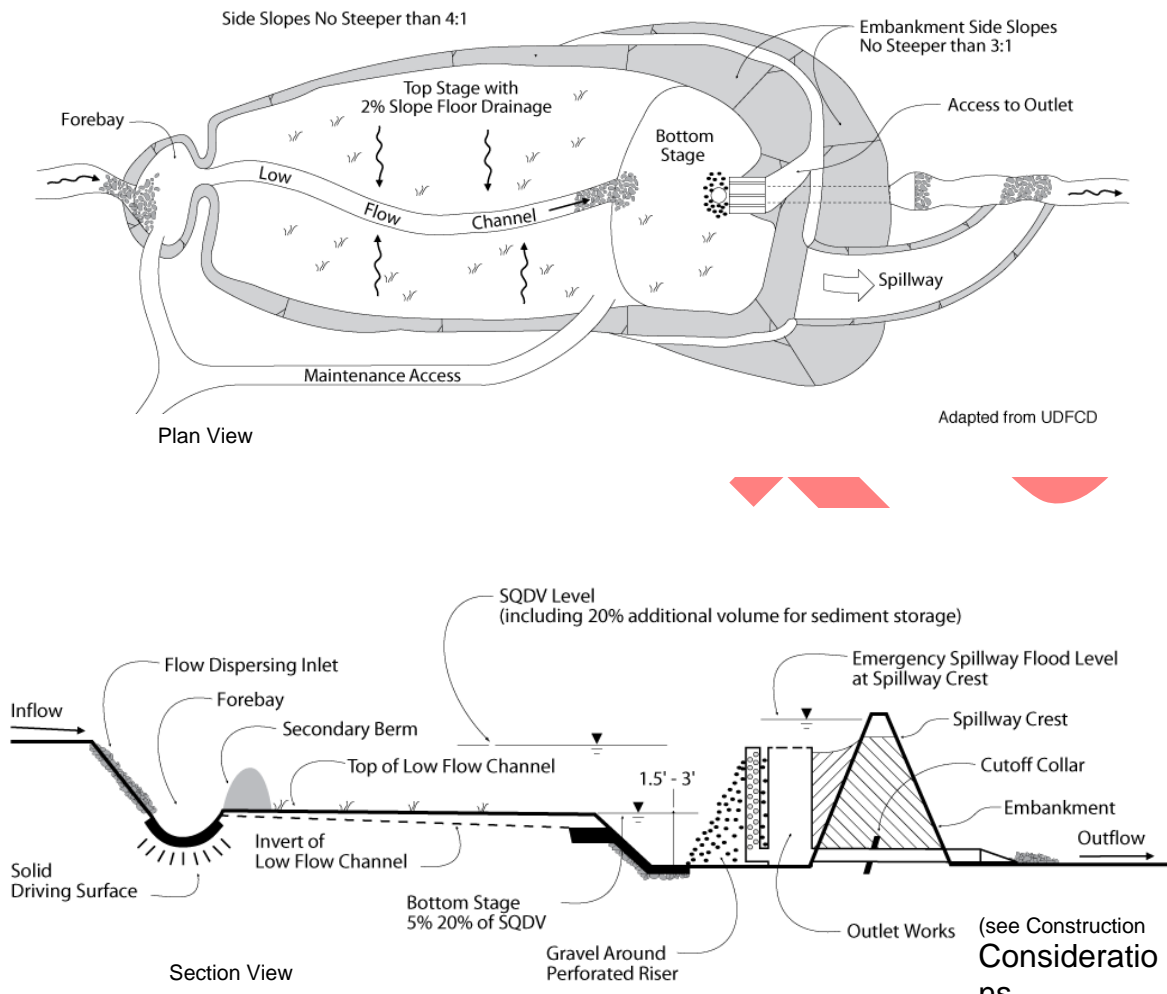 Side Slopes No Steeper than 4:1
Embankment Side Slopes
No Steeper than 3:1
Top Stage with
2% Slope Floor Drainage
Forebay
Access to Outlet
Bottom
Stage
Low
Flow
Channel
Spillway
Maintenance Access
Adapted from UDFCD
Plan View
SQDV Level
(including 20% additional volume for sediment storage)
Flow Dispersing Inlet
Emergency Spillway Flood Level
at Spillway Crest
Forebay
Inflow
Secondary Berm
Spillway Crest
Top of Low Flow Channel
1.5' - 3'
Cutoff Collar
Embankment
Invert of
Low Flow Channel
Outflow
Solid
Driving Surface
Bottom Stage
5% 20% of SQDV
Outlet Works
(see Construction
Consideratio
ns
Gravel Around
Perforated Riser
Section View